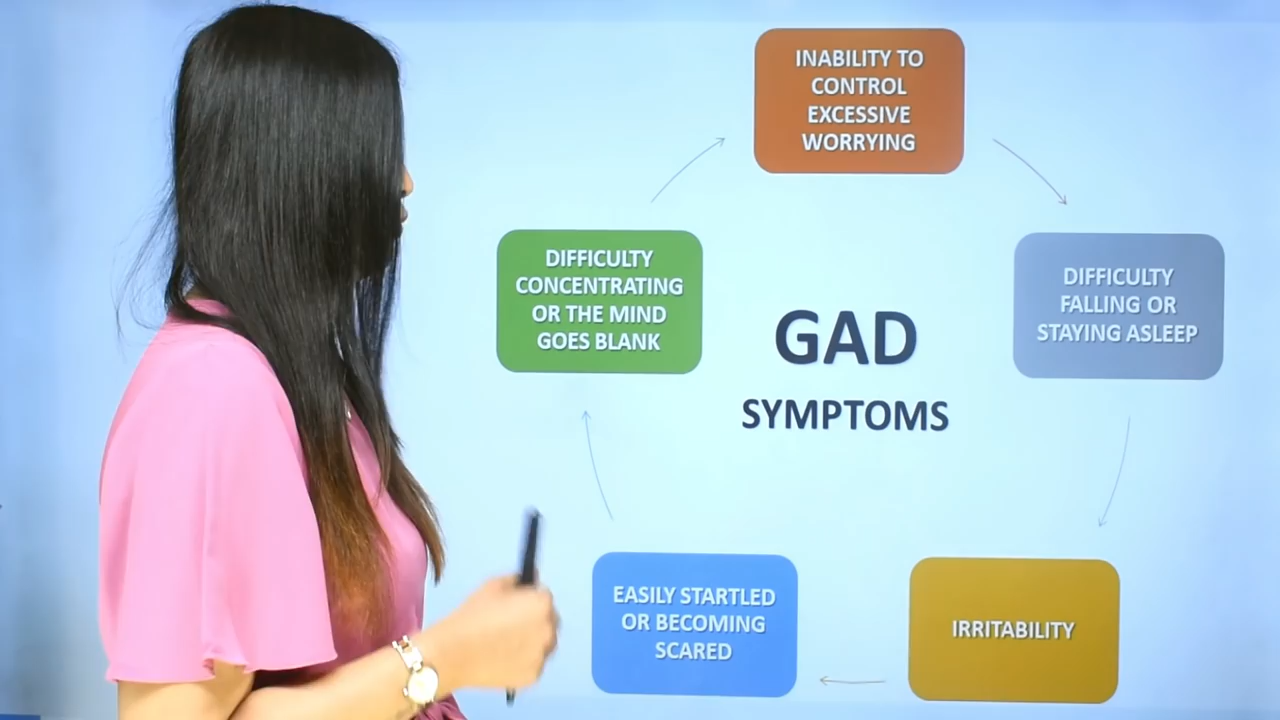 INABILITY TO
CONTROL
EXCESSIVE
WORRYING
DIFFICULTY
FALLING OR
STAYING ASLEEP
IRRITABILITY
EASILY STARTLED
OR BECOMING
SCARED
DIFFICULTY
CONCENTRATING
OR THE MIND
GOES BLANK
GAD
SYMPTOMS